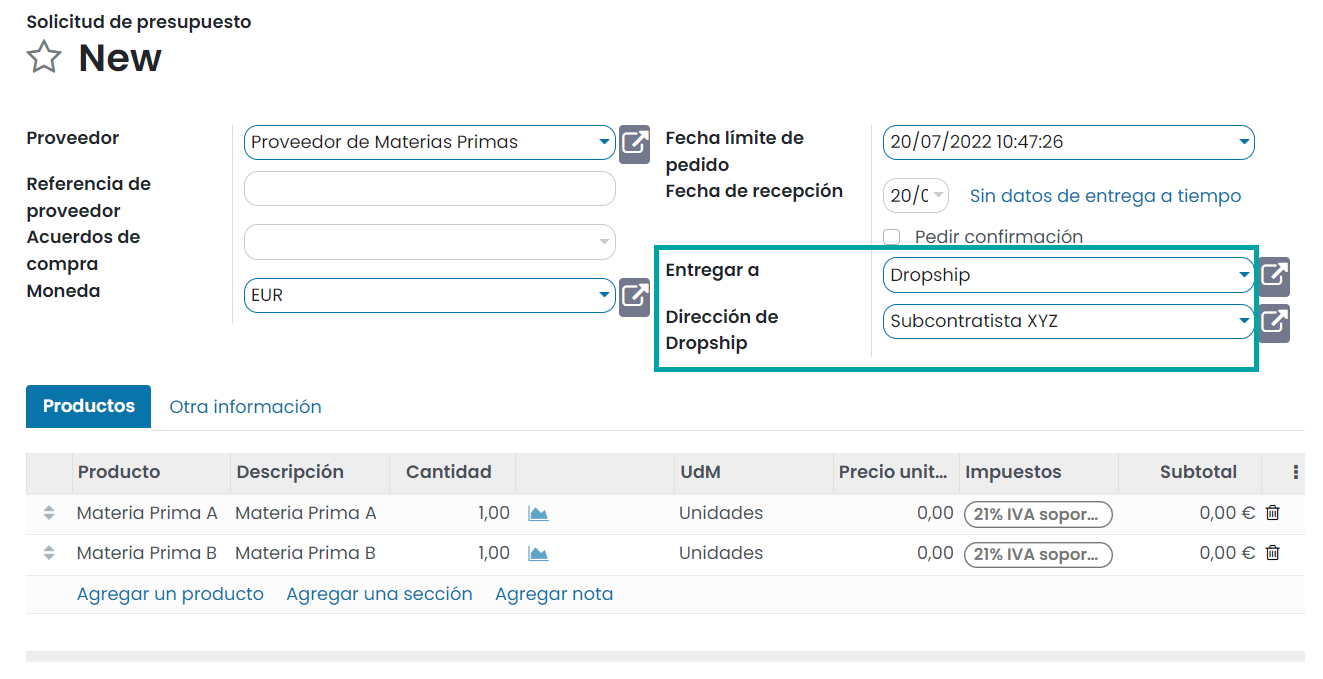 Solicitud de presupuesto
New
Proveedor
Proveedor de Materias Primas
Referencia de
proveedor
Acuerdos de
compra
Moneda
EUR
Fecha límite de
pedido
20/07/2022 10:47:26
Fecha de recepción
20/0
Sin datos de entrega a tiempo
Pedir confirmación
Entregar a
Dropship
Dirección de
Dropship
Subcontratista XYZ
Productos
Otra información
Producto Descripción Cantidad UdM Precio unit... Impuestos Subtotal
Materia Prima A Materia Prima A 1,00 Unidades 0,00 21% IVA sopor... 0,00 €
Materia Prima B Materia Prima B 1,00 Unidades 0,00 21% IVA sopor... 0,00 €
Agregar un producto Agregar una sección Agregar nota